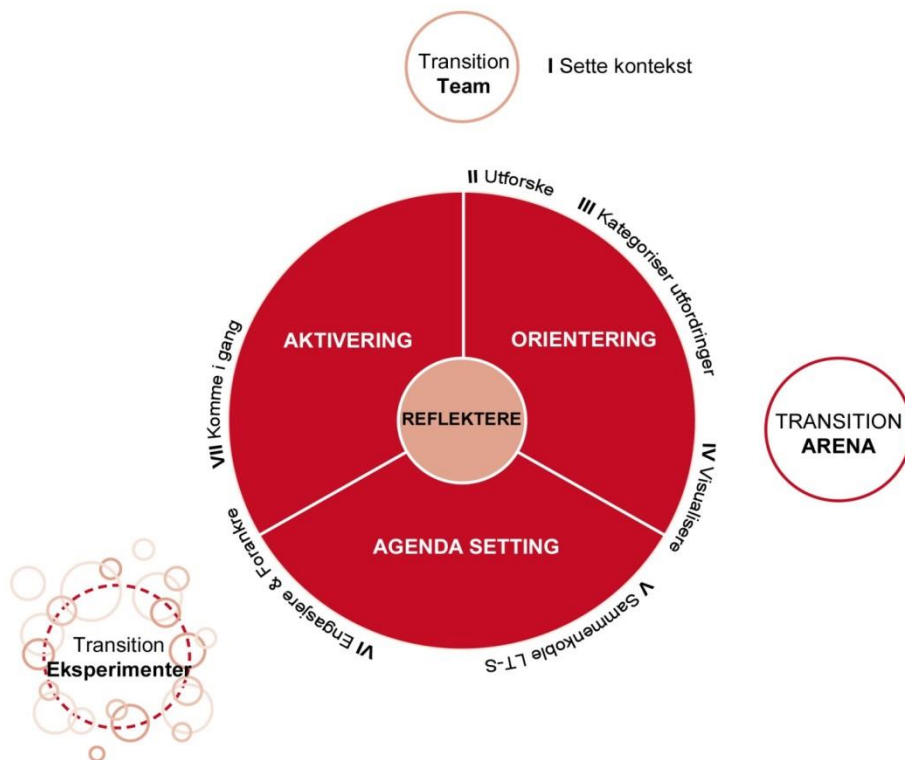 Transition
Team
I Sette kontekst
II Utforske
III Kategoriser utfordringer
AKTIVERING
ORIENTERING
REFLEKTERE
VII Komme i gang
TRANSITION
ARENA
IV Visualisere
AGENDA SETTING
V Sammenkoble LT-S
VI Engasjere & Forankre
Transition
Eksperimenter